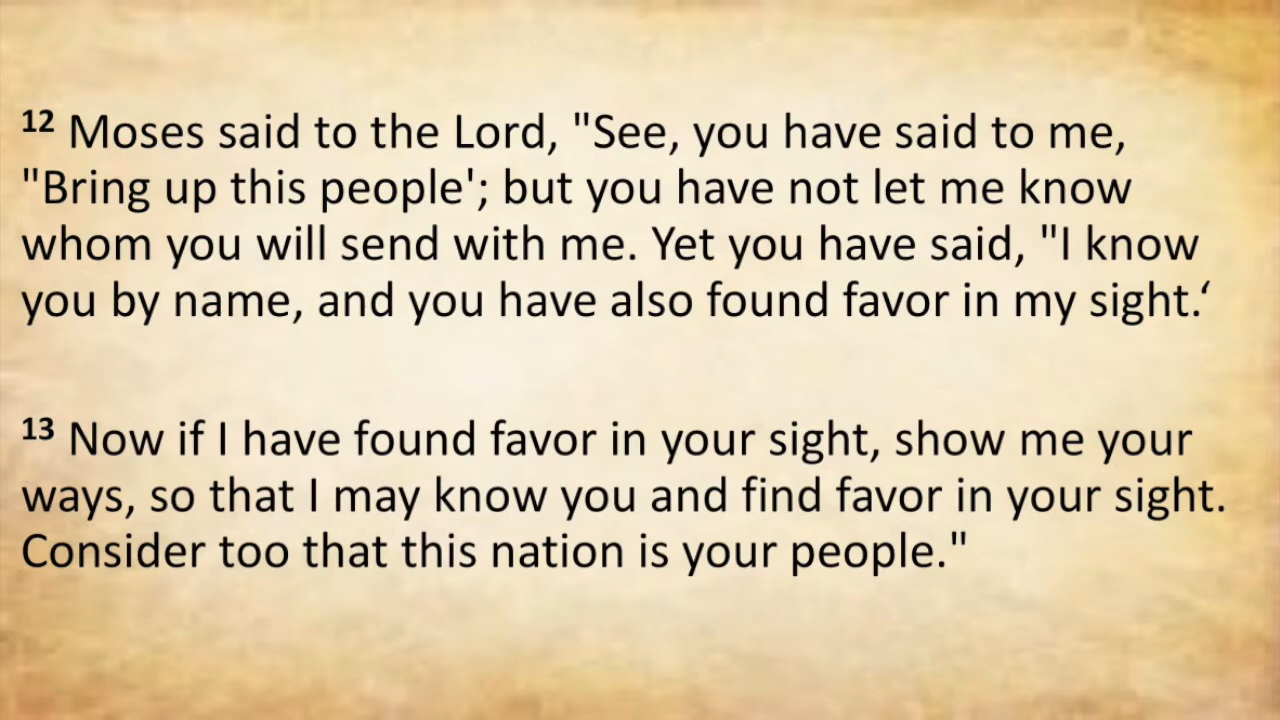 12 Moses said to the Lord, "See, you have said to me,
"Bring up this people'; but you have not let me know
whom you will send with me. Yet you have said, "I know
you by name, and you have also found favor in my sight.‘
13 Now if I have found favor in your sight, show me your
ways, so that I may know you and find favor in your sight.
Consider too that this nation is your people."